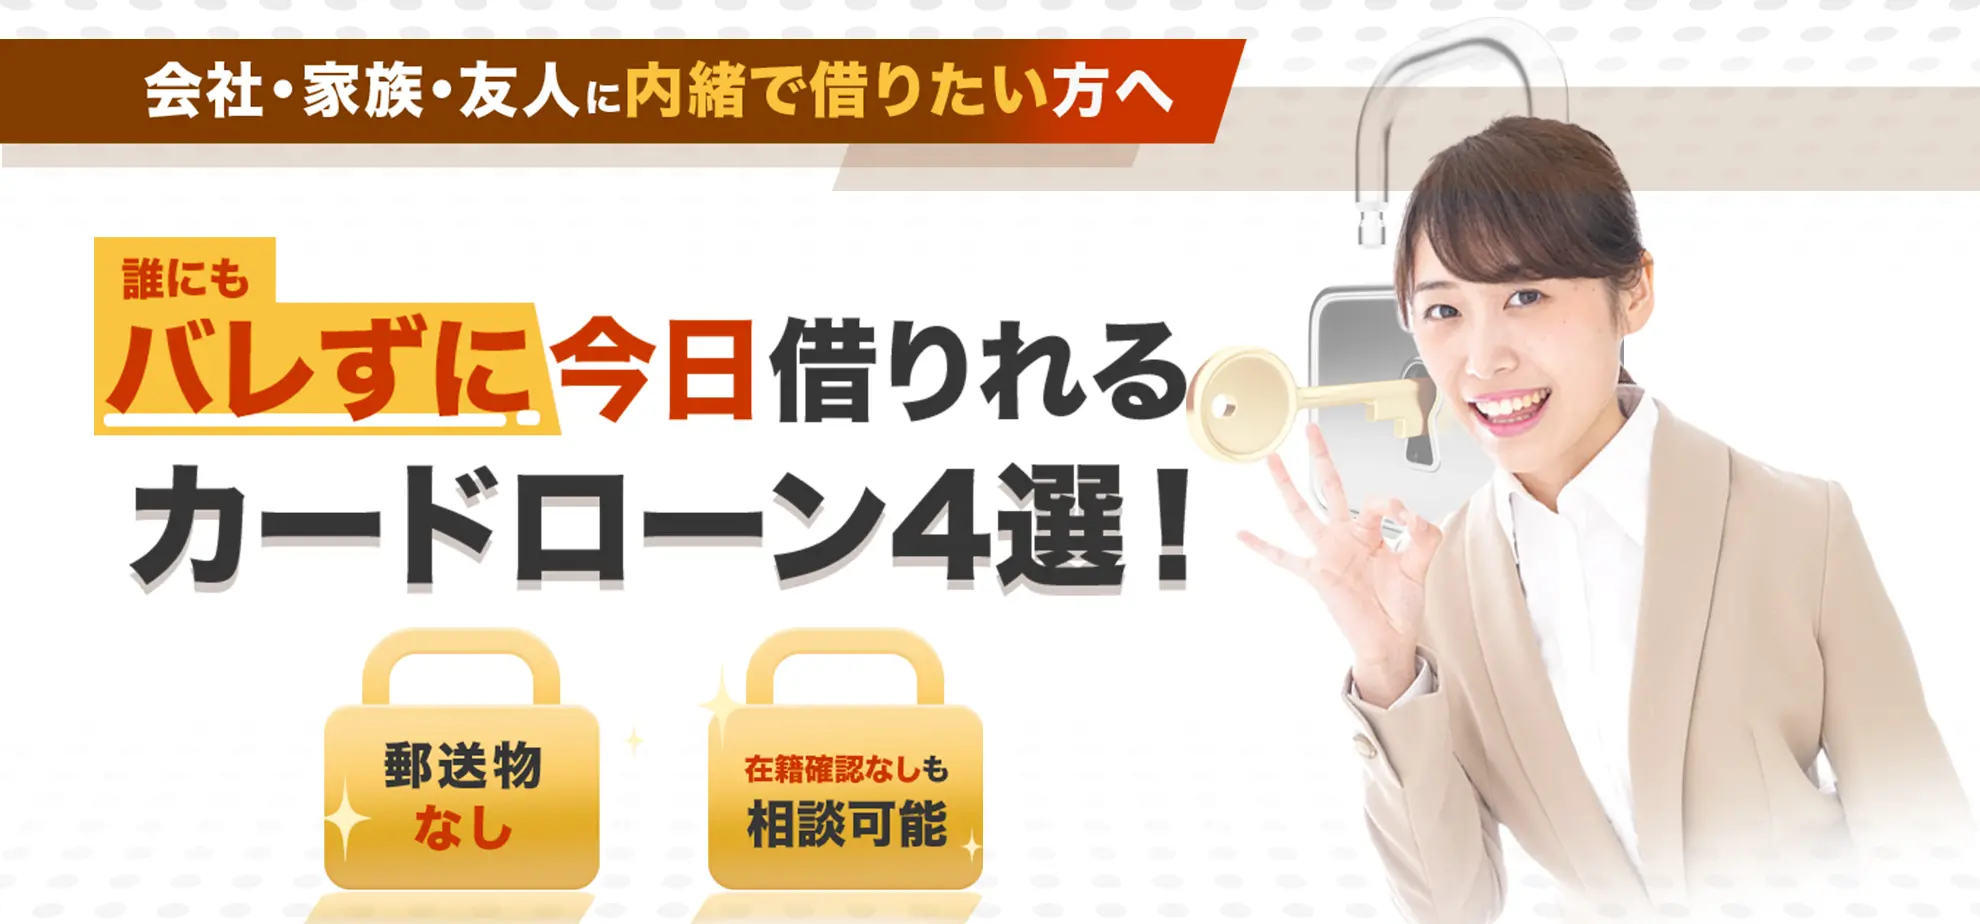 会社・家族・友人に内緒で借りたい方へ
誰にも
バレずに今日借りれる
カードローン4選！
郵送物
なし
在籍確認なしも
相談可能